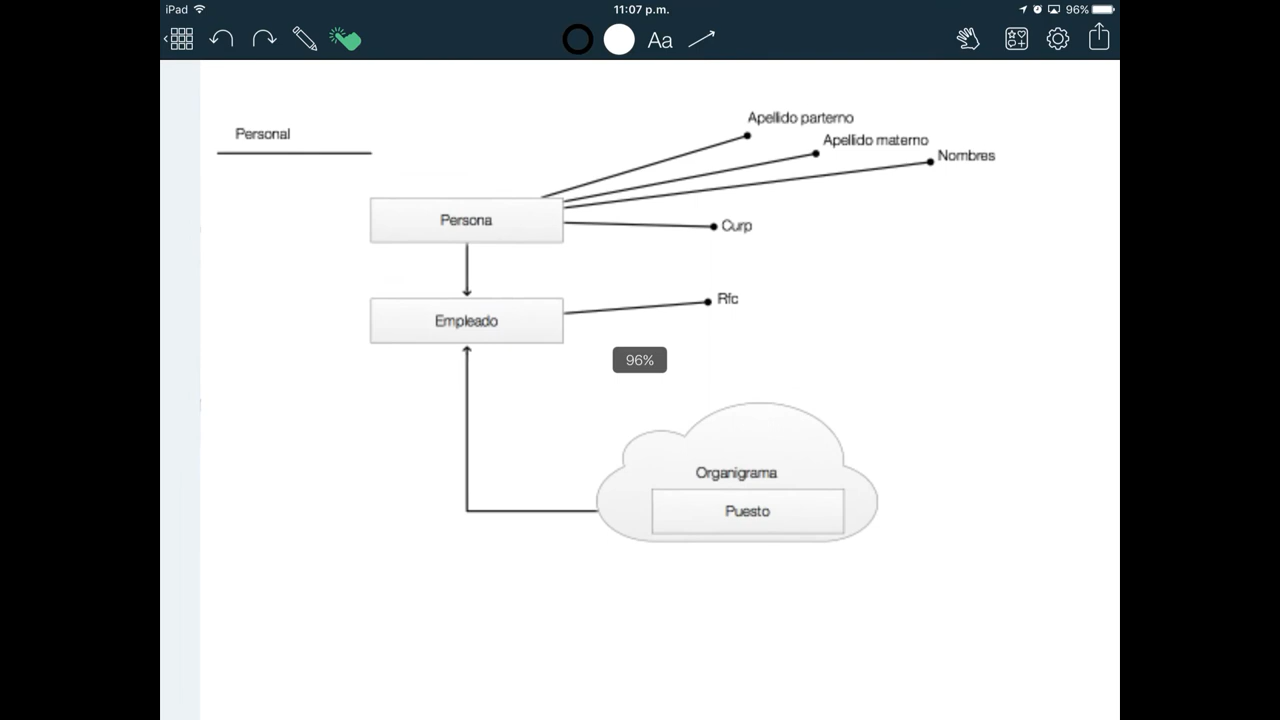 iPad
11:07 p.m.
96%
Aa
Personal
Apellido parterno
Apellido materno
Nombres
Persona
Curp
Empleado
Rfc
96%
Organigrama
Puesto